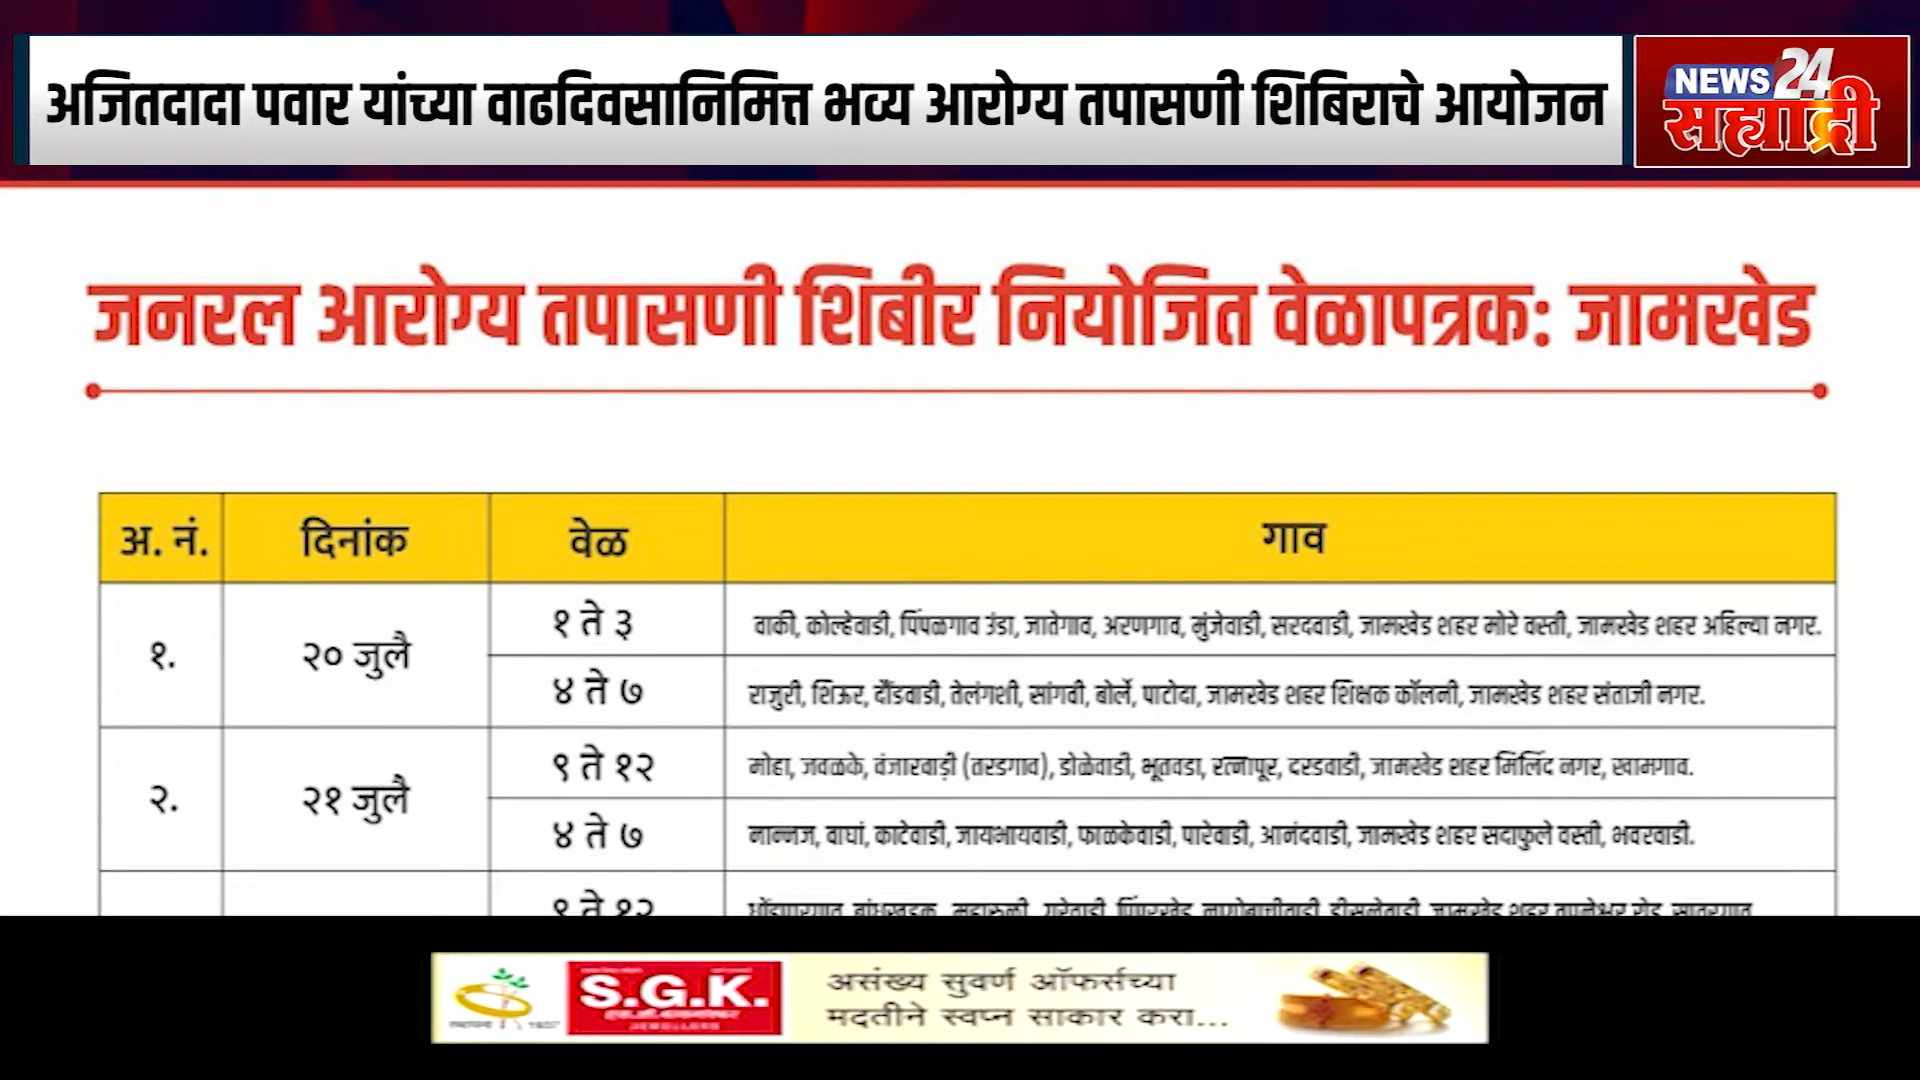 अजितदादा पवार यांच्या वाढदिवसानिमित्त भव्य आरोग्य तपासणी शिबिराचे आयोजन
NEWS 24
सह्याद्री
जनरल आरोग्य तपासणी शिबीर नियोजित वेळापत्रक: जामखेड
अ. नं. दिनांक वेळ गाव
१. २० जुलै १ ते ३ वाकी, कोल्हेवाडी, पिंपळगाव उंडा, जातेगाव, अरणगाव, मुंजेवाडी, सरदवाडी, जामखेड शहर मोरे वस्ती, जामखेड शहर अहिल्या नगर.
४ ते ७ राजुरी, शिऊर, दौंडवाडी, तेलंगशी, सांगवी, बोर्ले, पाटोदा, जामखेड शहर शिक्षक कॉलनी, जामखेड शहर संताजी नगर.
२. २१ जुलै ९ ते १२ मोहा, जवळके, वंजारवाड़ी (तरडगाव), डोळेवाडी, भूतवडा, रत्नापूर, दरडवाडी, जामखेड शहर मिलिंद नगर, खामगाव.
४ ते ७ नान्नज, वाघा, काटेवाडी, जायभायवाडी, फाळकेवाडी, पारेवाडी, आनंदवाडी, जामखेड शहर सदाफुले वस्ती, भवरवाडी.
९ ते १२
S.G.K.
JEWELLERS
1837
असंख्य सुवर्ण ऑफर्सच्या
मदतीने स्वप्न साकार करा...